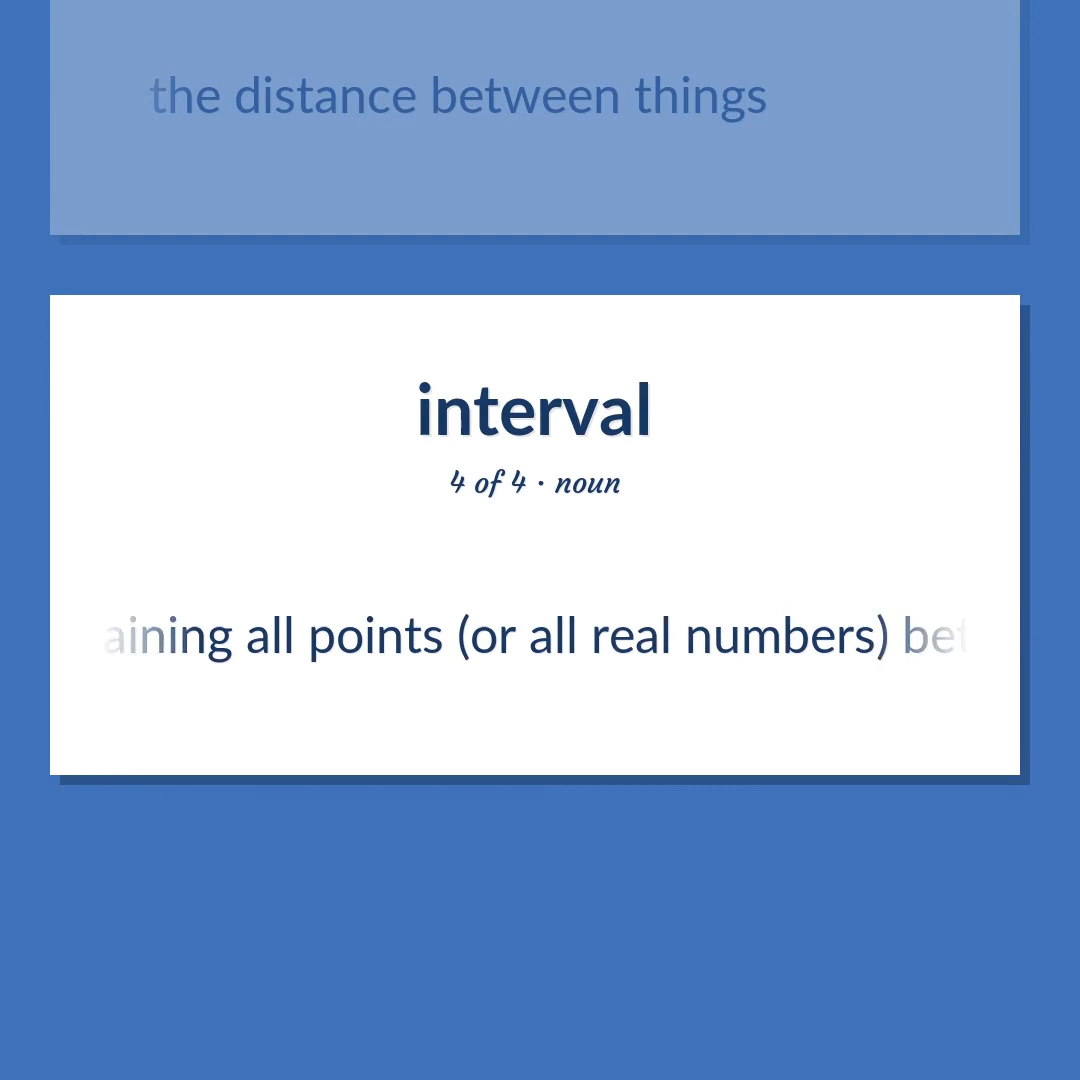 the distance between things
interval
4 of 4 · noun
aining all points (or all real numbers) bet